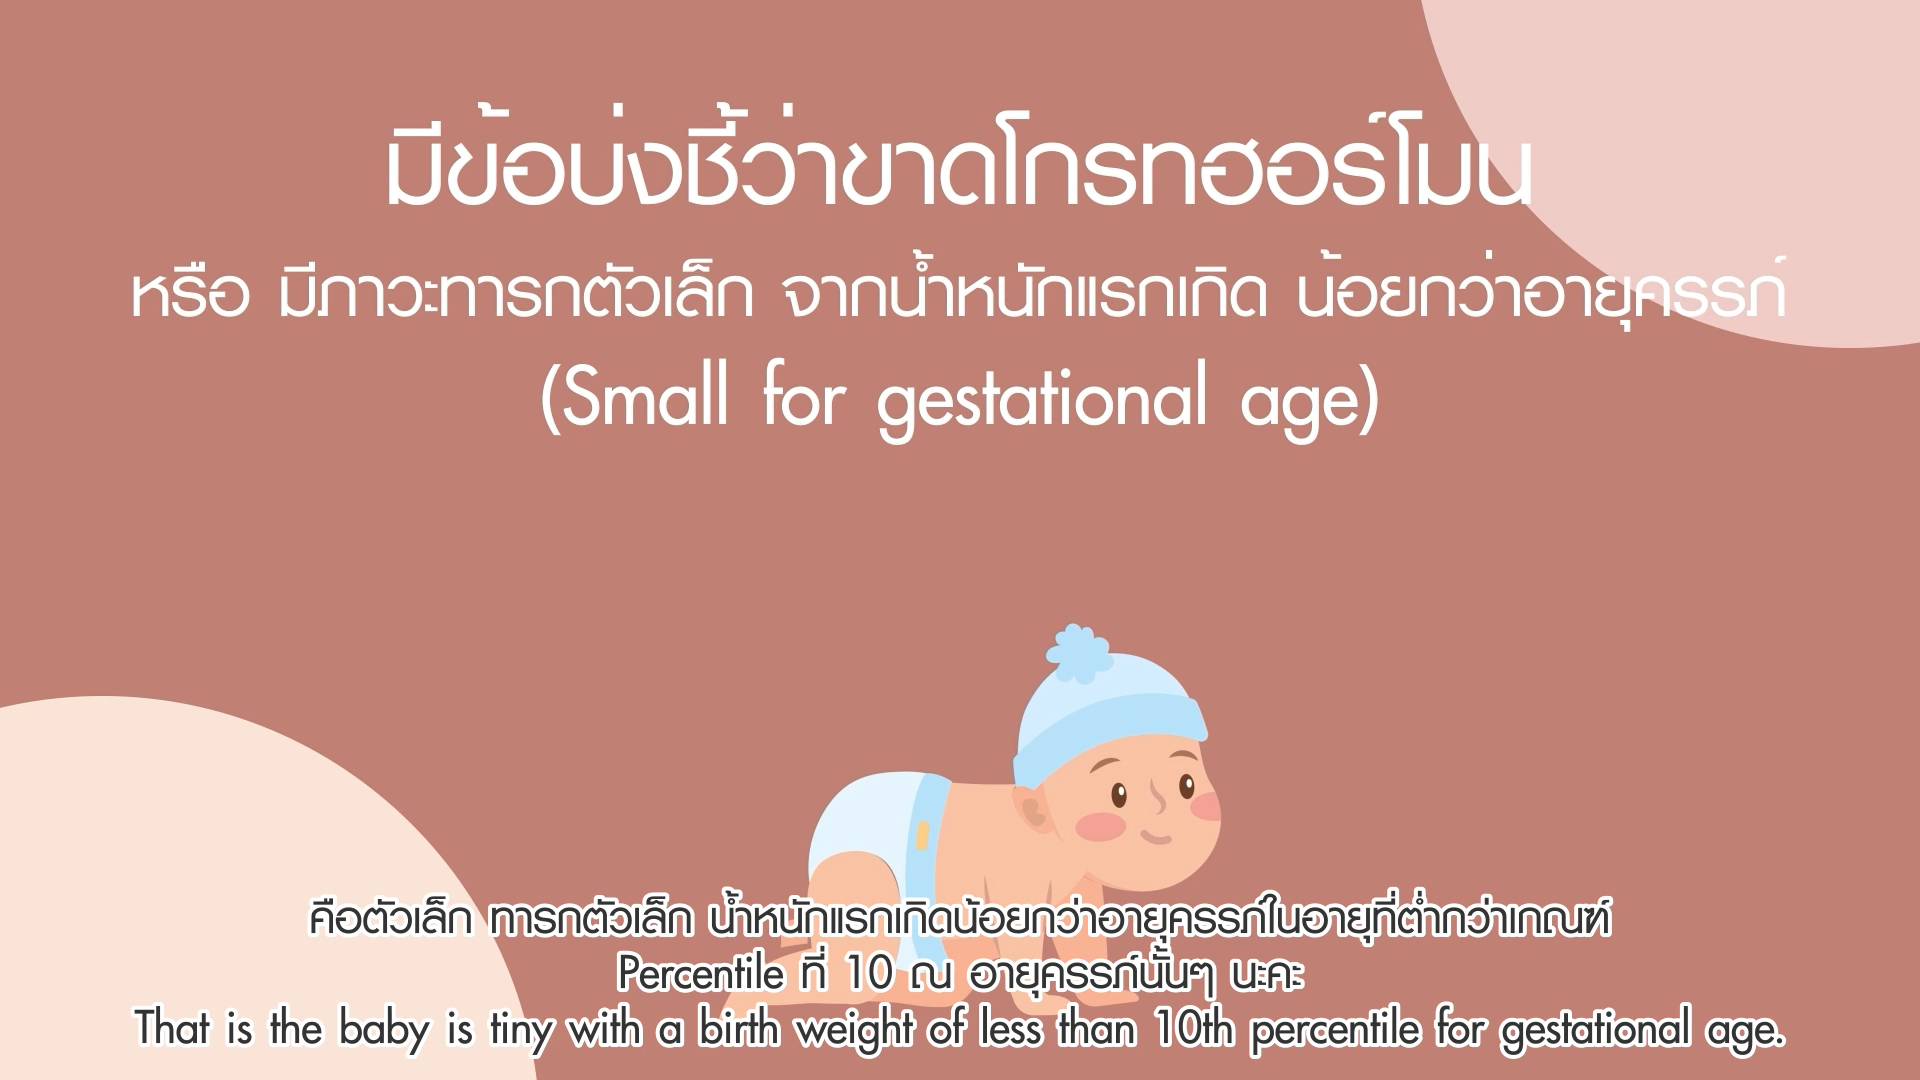 มีข้อบ่งชี้ว่าขาดโกรทฮอร์โมน
หรือ มีภาวะทารกตัวเล็ก จากน้ำหนักแรกเกิด น้อยกว่าอายุครรภ์
(Small for gestational age)
คือตัวเล็ก ทารกตัวเล็ก น้ำหนักแรกเกิดน้อยกว่าอายุครรภ์ในอายุที่ต่ำกว่าเกณฑ์
Percentile ที่ 10 ณ อายุครรภ์นั้นๆ นะคะ
That is the baby is tiny with a birth weight of less than 10th percentile for gestational age.